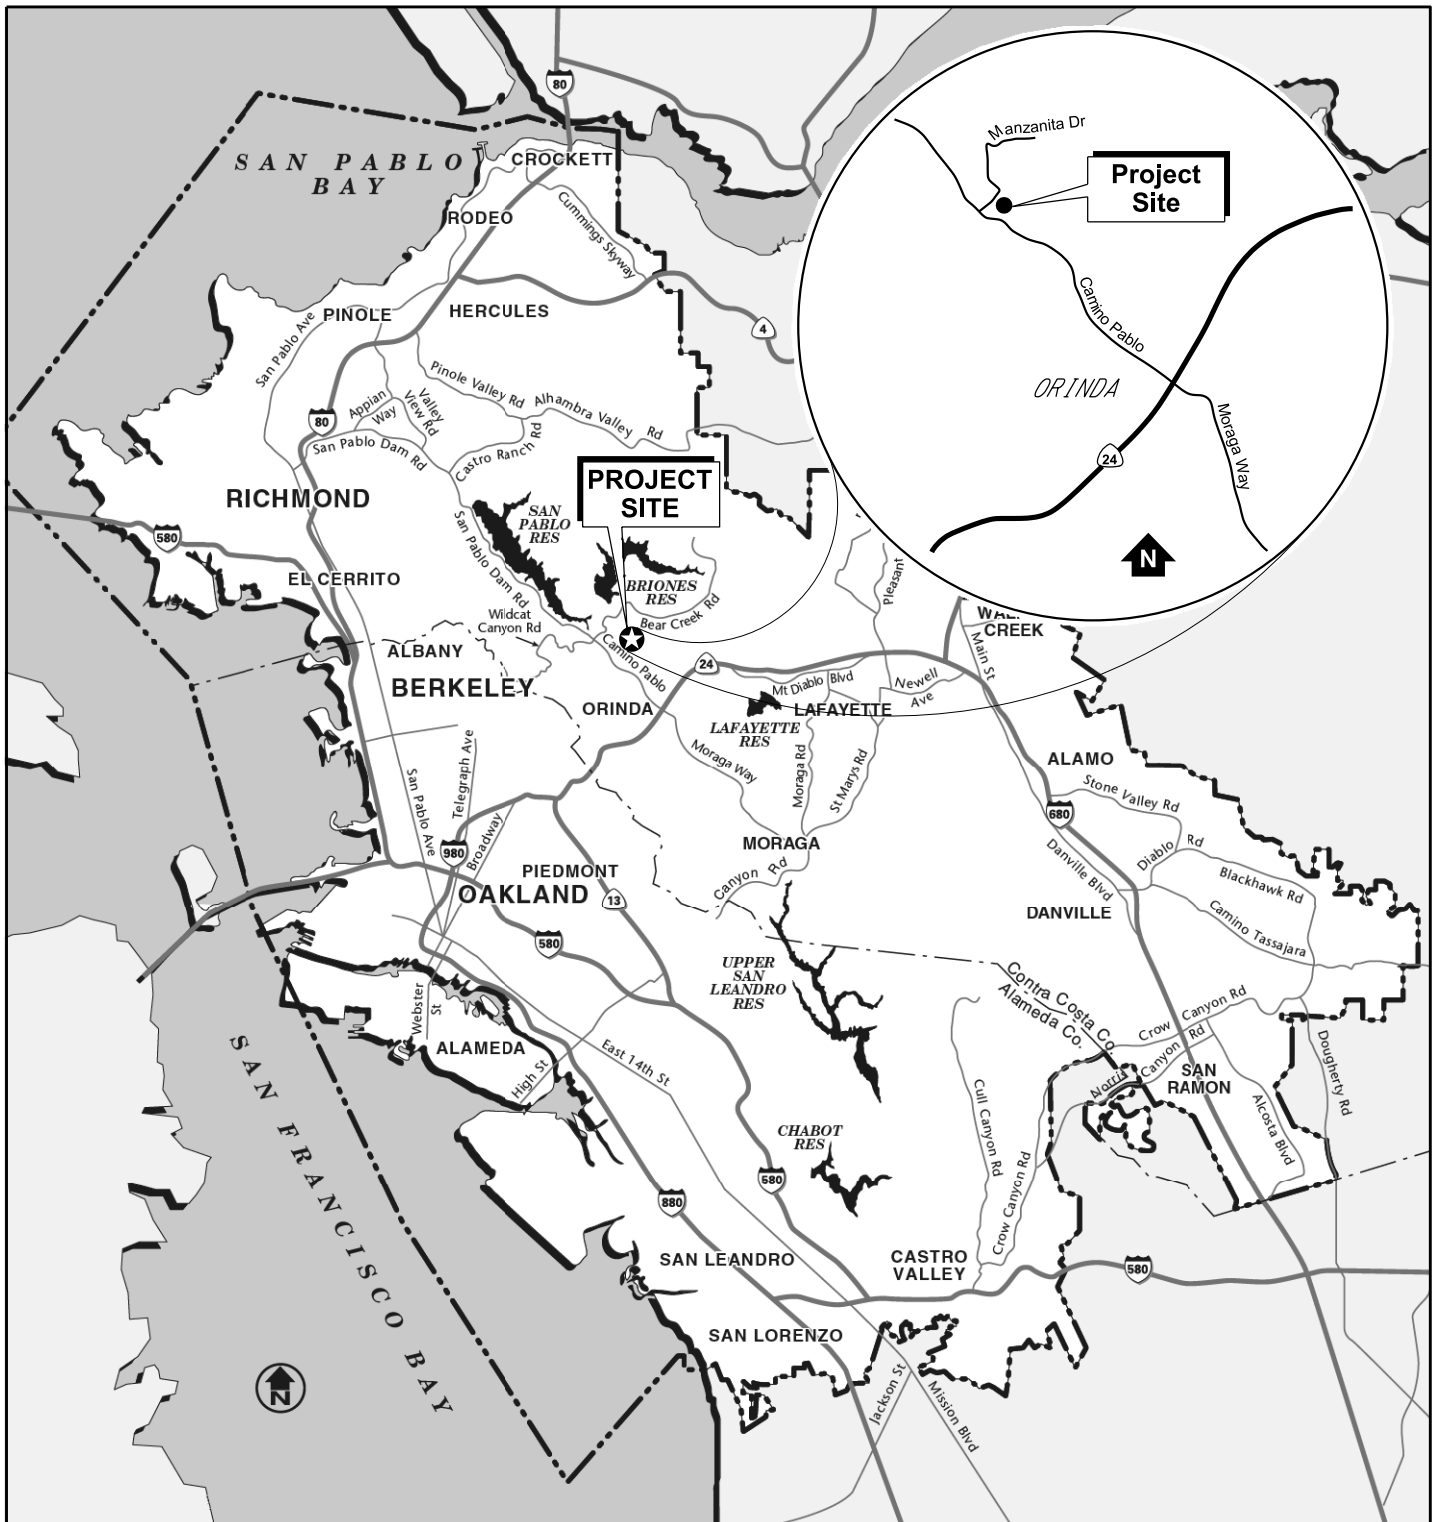 80
SAN PABLO
BAY
CROCKETT
RODEO
Cummings Skyway
Manzanita Dr
Project
Site
Camino Pablo
ORINDA
Moraga Way
24
N
4
PINOLE
HERCULES
San Pablo Ave
80
Appian
Way
Valley
View Rd
Pinole Valley Rd
Alhambra Valley Rd
San Pablo Dam Rd
Castro Ranch Rd
RICHMOND
PROJECT
SITE
SAN
PABLO
RES
San Pablo Dam Rd
580
EL CERRITO
BRIONES
RES
Bear Creek Rd
Pleasant
Wildcat
Canyon Rd
WAL
CREEK
Main St
ALBANY
BERKELEY
Camino Pablo
24
ORINDA
Mt Diablo Blvd
Newell
Ave
LAFAYETTE
LAFAYETTE
RES
Moraga Way
Moraga Rd
St Marys Rd
ALAMO
Stone Valley Rd
680
San Pablo Ave
Telegraph Ave
Broadway
980
MORAGA
Canyon Rd
Danville Blvd
Diablo Rd
Blackhawk Rd
PIEDMONT
OAKLAND
13
580
DANVILLE
Camino Tassajara
UPPER
SAN
LEANDRO
RES
Contra Costa Co.
Alameda Co.
Crow Canyon Rd
Norris Canyon Rd
SAN
RAMON
Dougherty Rd
Alcosta Blvd
Webster
St
ALAMEDA
High St
East 14th St
SAN FRANCISCO BAY
Cull Canyon Rd
Crow Canyon Rd
CHABOT
RES
580
880
SAN LEANDRO
CASTRO
VALLEY
580
SAN LORENZO
Jackson St
Mission Blvd
N